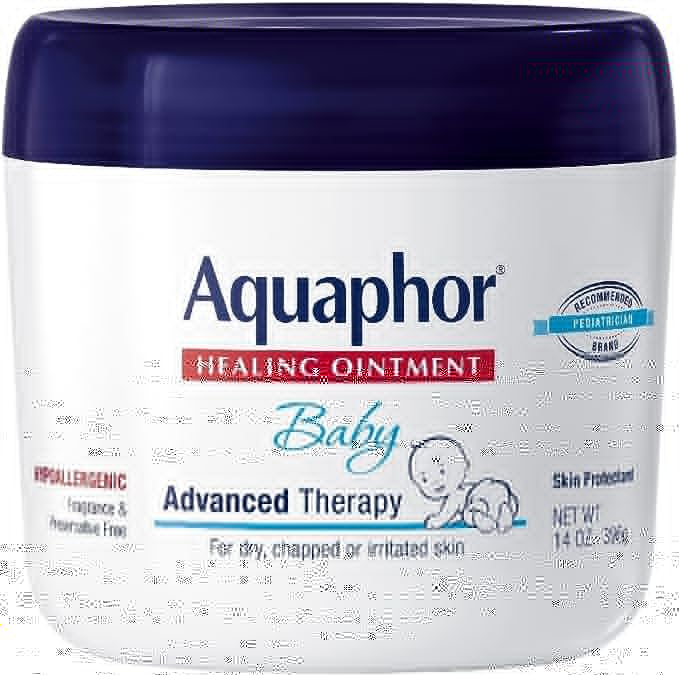 Aquaphor®
HEALING OINTMENT
RECOMMENDED
PEDIATRICIAN
BRAND
Baby
Advanced Therapy
For dry, chapped or irritated skin
HYPOALLERGENIC
Fragrance &
Preservative Free
Skin Protectant
NET WT
14 Oz. 396g